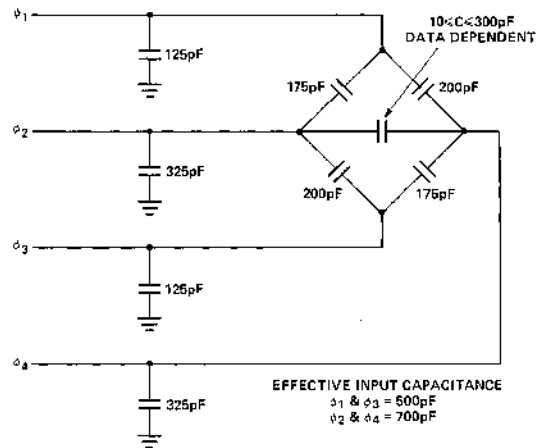 ϕ1
10<C<300pF
DATA DEPENDENT
125pF
175pF
200pF
ϕ2
325pF
200pF
175pF
ϕ3
125pF
ϕ4
325pF
EFFECTIVE INPUT CAPACITANCE
ϕ1 & ϕ3 = 500pF
ϕ2 & ϕ4 = 700pF